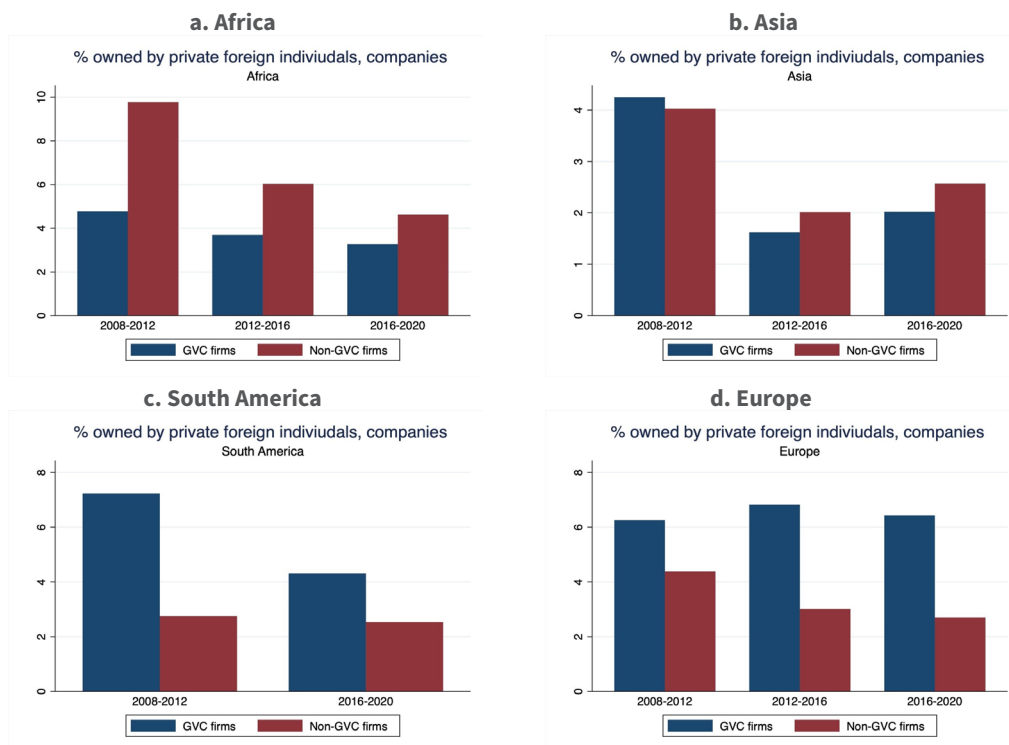 a. Africa
% owned by private foreign indiviudals, companies
Africa
10
8
6
4
2
0
2008-2012
2012-2016
2016-2020
GVC firms
Non-GVC firms
b. Asia
% owned by private foreign indiviudals, companies
Asia
4
3
2
1
0
2008-2012
2012-2016
2016-2020
GVC firms
Non-GVC firms
c. South America
% owned by private foreign indiviudals, companies
South America
8
6
4
2
0
2008-2012
2016-2020
GVC firms
Non-GVC firms
d. Europe
% owned by private foreign indiviudals, companies
Europe
8
6
4
2
0
2008-2012
2012-2016
2016-2020
GVC firms
Non-GVC firms